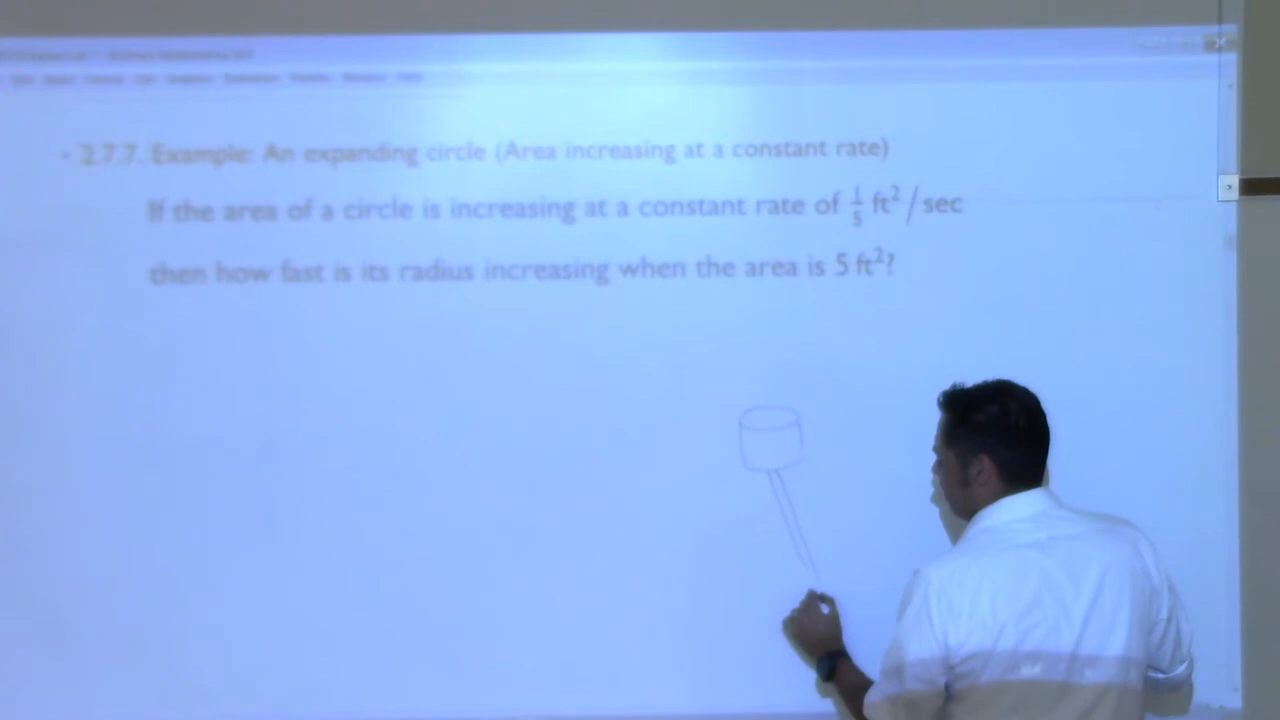 2.7.7. Example: An expanding circle (Area increasing at a constant rate)
If the area of a circle is increasing at a constant rate of 1/5 ft²/sec
then how fast is its radius increasing when the area is 5 ft²?